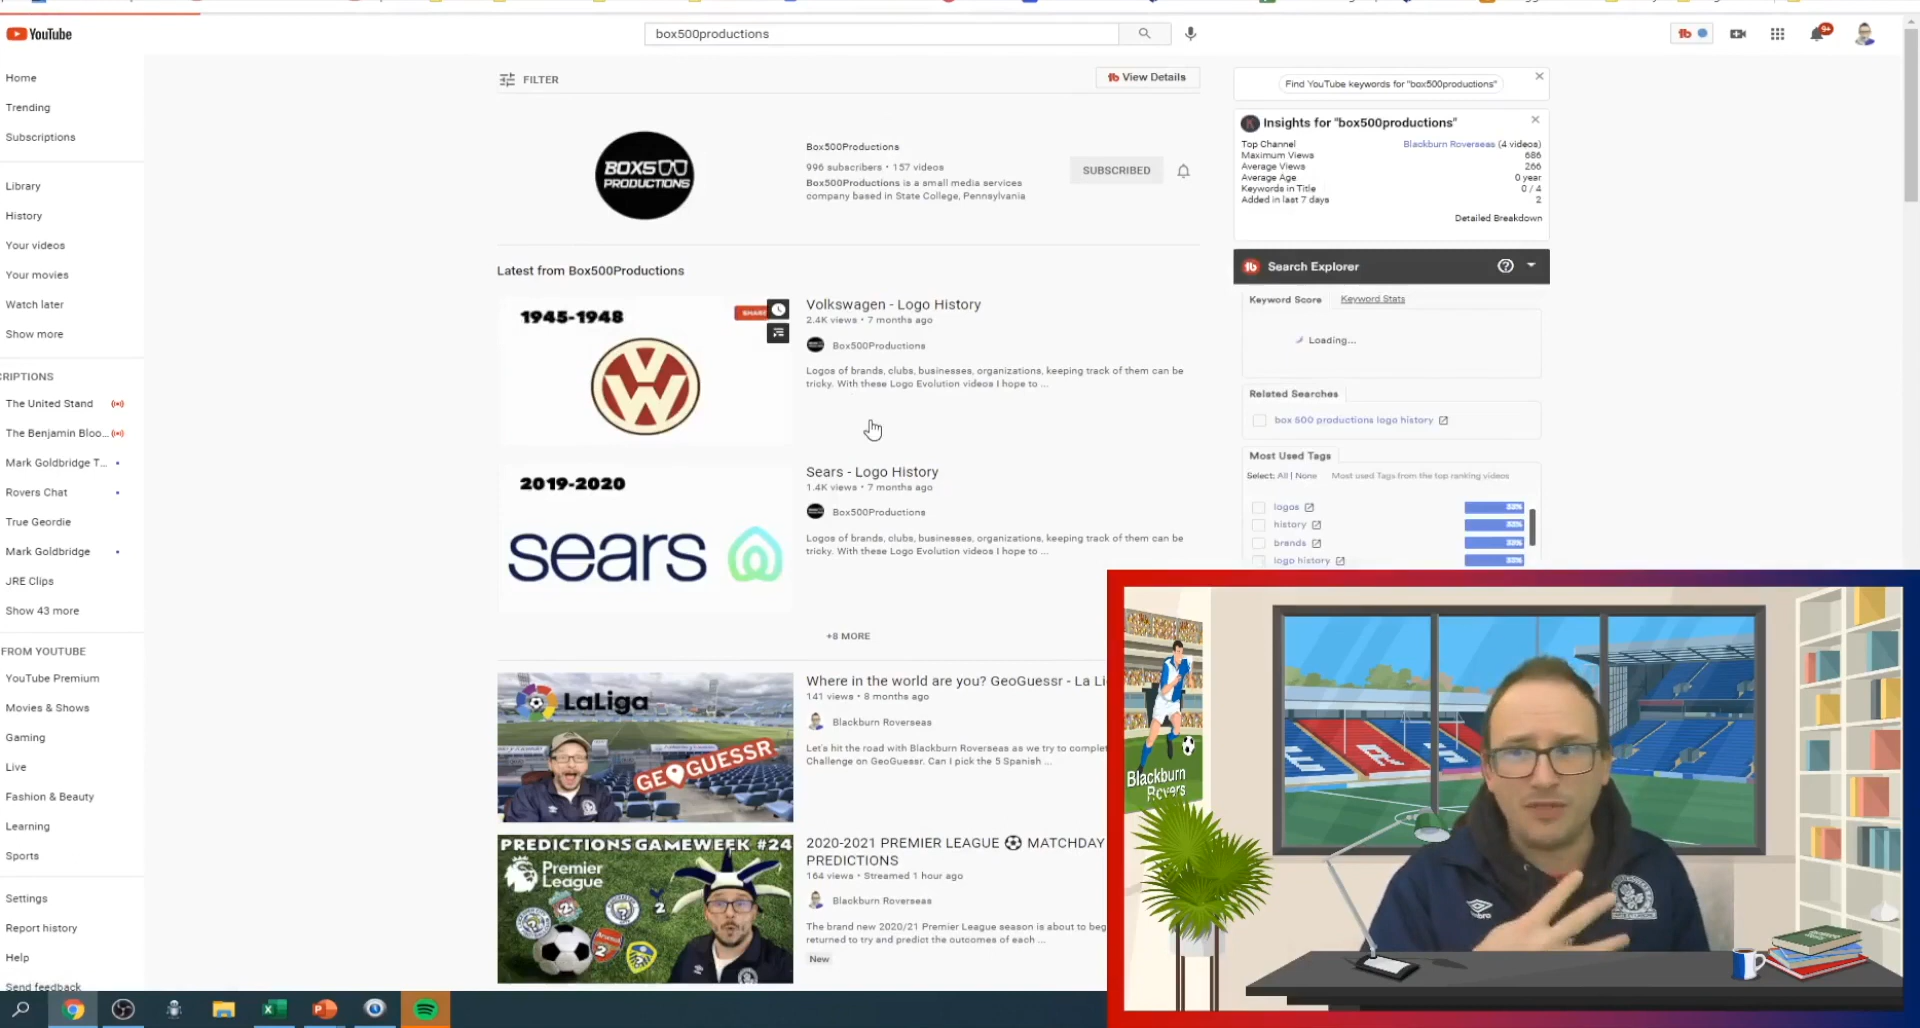 YouTube
box500productions
9+
Home
Trending
Subscriptions
Library
History
Your videos
Your movies
Watch later
Show more
RIPTIONS
The United Stand
The Benjamin Bloo...
Mark Goldbridge T...
Rovers Chat
True Geordie
Mark Goldbridge
JRE Clips
Show 43 more
FROM YOUTUBE
YouTube Premium
Movies & Shows
Gaming
Live
Fashion & Beauty
Learning
Sports
Settings
Report history
Help
Send feedback
FILTER
View Details
BOX500
PRODUCTIONS
Box500Productions
996 subscribers • 157 videos
Box500Productions is a small media services
company based in State College, Pennsylvania
SUBSCRIBED
Latest from Box500Productions
1945-1948
SHARE
Volkswagen - Logo History
2.4K views • 7 months ago
Box500Productions
Logos of brands, clubs, businesses, organizations, keeping track of them can be
tricky. With these Logo Evolution videos I hope to ...
2019-2020
sears
Sears - Logo History
1.4K views • 7 months ago
Box500Productions
Logos of brands, clubs, businesses, organizations, keeping track of them can be
tricky. With these Logo Evolution videos I hope to ...
+8 MORE
LaLiga
GEOGUESSR
Where in the world are you? GeoGuessr - La Li
141 views • 8 months ago
Blackburn Roverseas
Let's hit the road with Blackburn Roverseas as we try to complet
Challenge on GeoGuessr. Can I pick the 5 Spanish ...
PREDICTIONS GAMEWEEK #24
Premier
League
2
2
2020-2021 PREMIER LEAGUE ⚽ MATCHDAY
PREDICTIONS
164 views • Streamed 1 hour ago
Blackburn Roverseas
The brand new 2020/21 Premier League season is about to beg
returned to try and predict the outcomes of each ...
New
Find YouTube keywords for "box500productions"
Insights for "box500productions"
Top Channel Blackburn Roverseas (4 videos)
Maximum Views 686
Average Views 266
Average Age 0 year
Keywords in Title 0 / 4
Added in last 7 days 2
Detailed Breakdown
Search Explorer
Keyword Score Keyword Stats
Loading...
Related Searches
box 500 productions logo history
Most Used Tags
Select: All | None Most used Tags from the top ranking videos
logos 33%
history 33%
brands 33%
logo history 33%
Blackburn
Rovers
E R
umbro